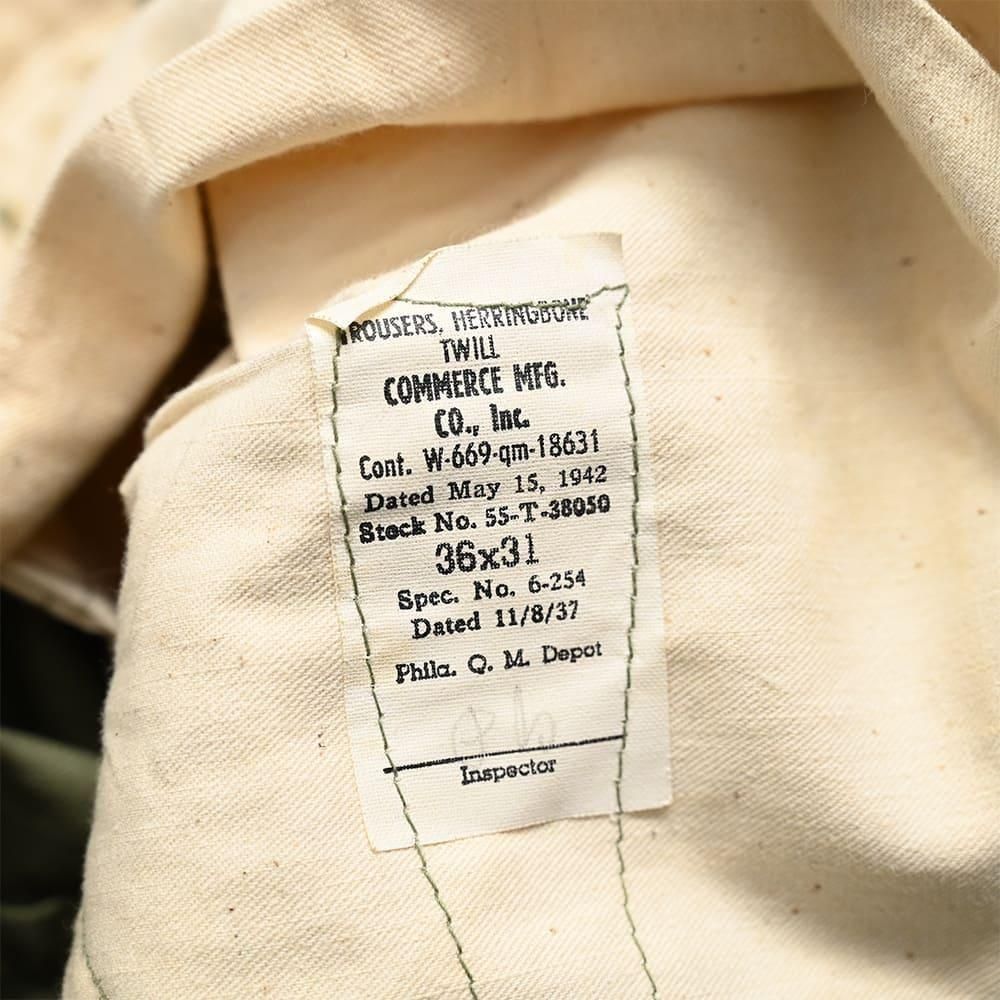 TROUSERS, HERRINGBONE
TWILL
COMMERCE MFG.
CO., Inc.
Cont. W-669-qm-18631
Dated May 15, 1942
Stock No. 55-T-38050
36x31
Spec. No. 6-254
Dated 11/8/37
Phila. Q. M. Depot
Inspector